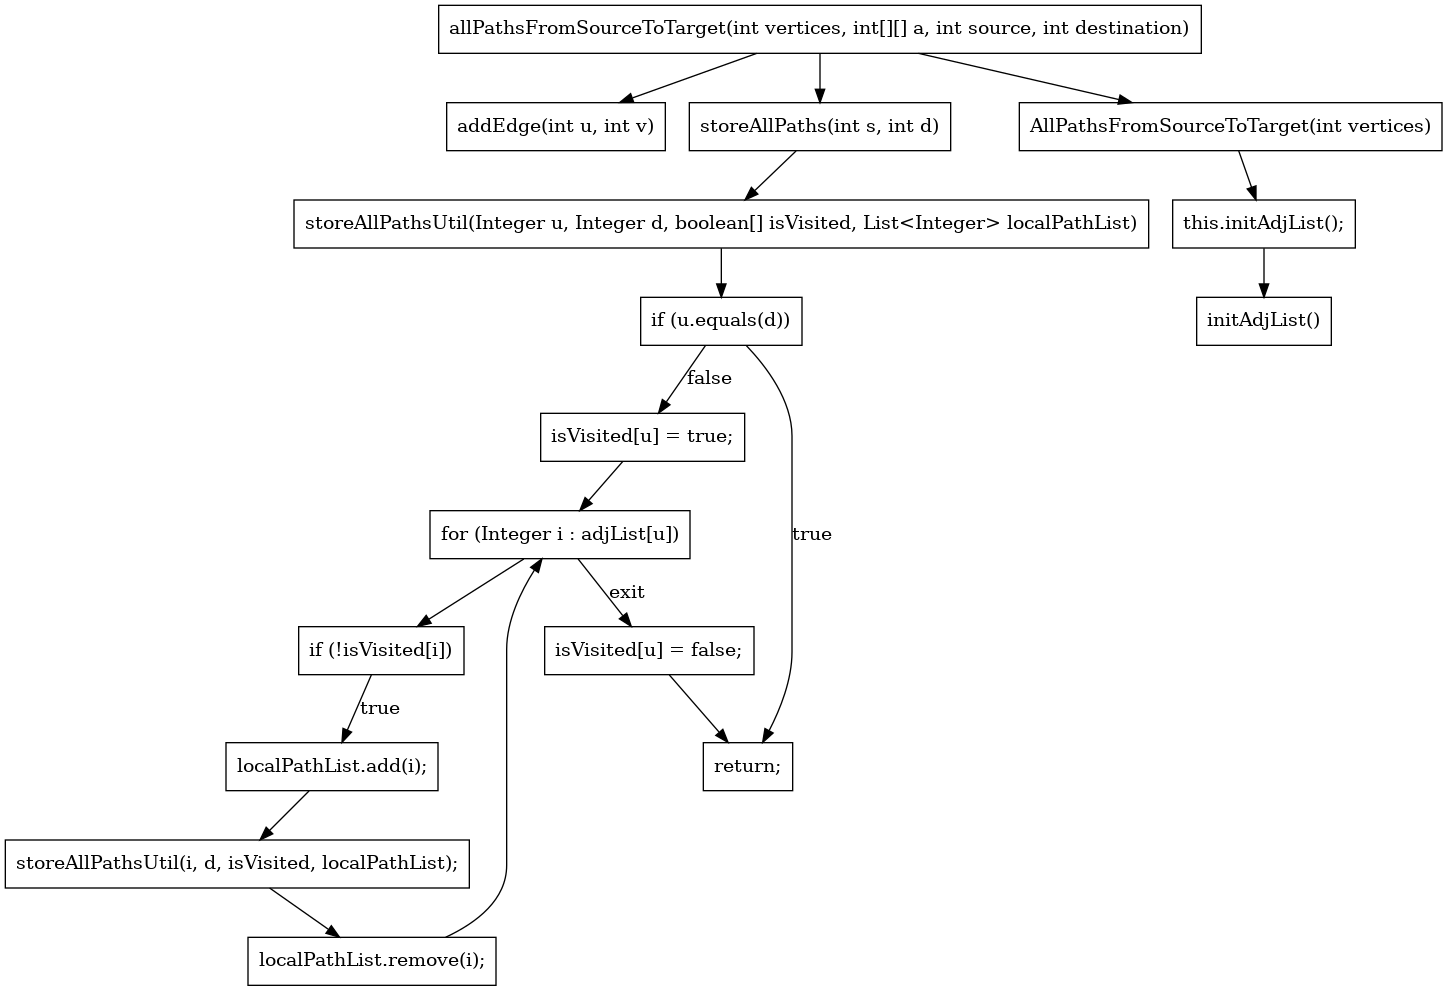 allPathsFromSourceToTarget(int vertices, int[][] a, int source, int destination)
addEdge(int u, int v)
storeAllPaths(int s, int d)
AllPathsFromSourceToTarget(int vertices)
storeAllPathsUtil(Integer u, Integer d, boolean[] isVisited, List<Integer> localPathList)
this.initAdjList();
if (u.equals(d))
initAdjList()
false
isVisited[u] = true;
for (Integer i : adjList[u])
true
exit
if (!isVisited[i])
isVisited[u] = false;
true
localPathList.add(i);
return;
storeAllPathsUtil(i, d, isVisited, localPathList);
localPathList.remove(i);